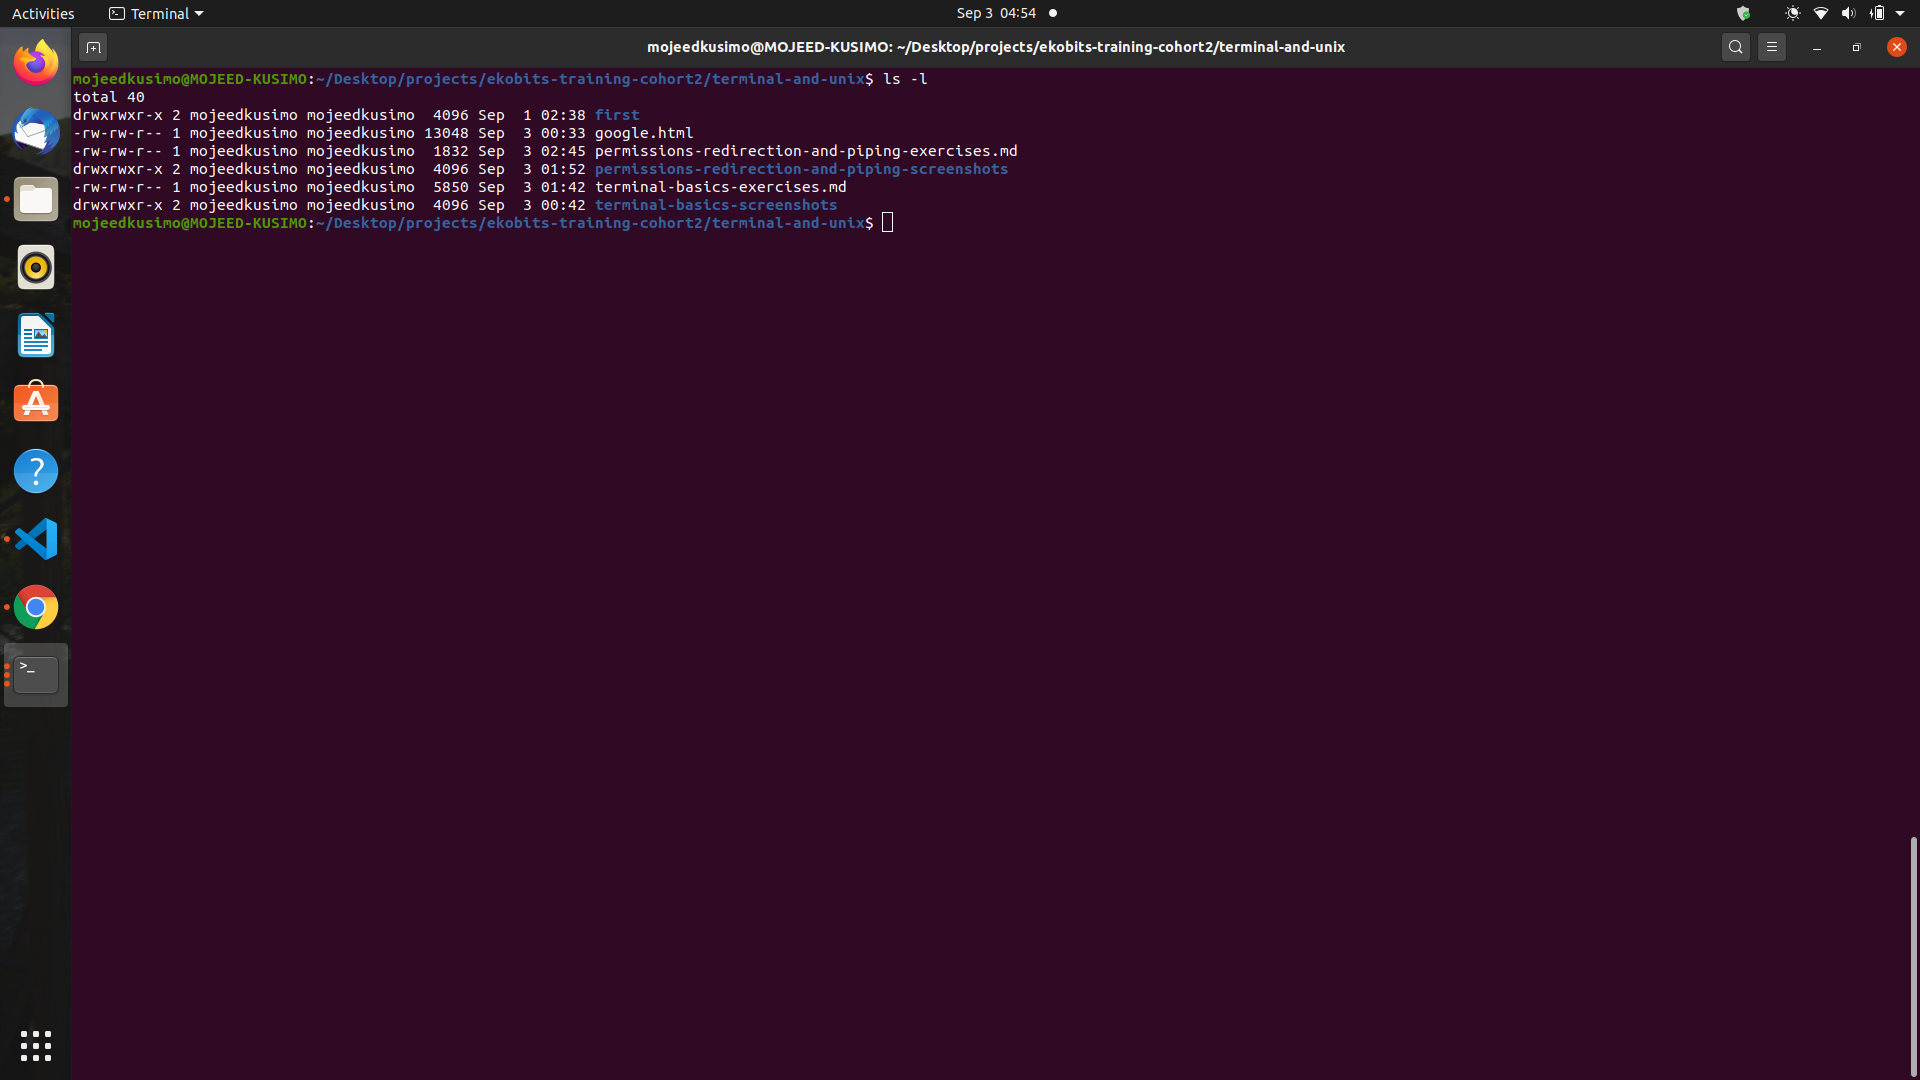 Activities Terminal Sep 3 04:54
mojeedkusimo@MOJEED-KUSIMO: ~/Desktop/projects/ekobits-training-cohort2/terminal-and-unix
mojeedkusimo@MOJEED-KUSIMO:~/Desktop/projects/ekobits-training-cohort2/terminal-and-unix$ ls -l
total 40
drwxrwxr-x 2 mojeedkusimo mojeedkusimo  4096 Sep  1 02:38 first
-rw-rw-r-- 1 mojeedkusimo mojeedkusimo 13048 Sep  3 00:33 google.html
-rw-rw-r-- 1 mojeedkusimo mojeedkusimo  1832 Sep  3 02:45 permissions-redirection-and-piping-exercises.md
drwxrwxr-x 2 mojeedkusimo mojeedkusimo  4096 Sep  3 01:52 permissions-redirection-and-piping-screenshots
-rw-rw-r-- 1 mojeedkusimo mojeedkusimo  5850 Sep  3 01:42 terminal-basics-exercises.md
drwxrwxr-x 2 mojeedkusimo mojeedkusimo  4096 Sep  3 00:42 terminal-basics-screenshots
mojeedkusimo@MOJEED-KUSIMO:~/Desktop/projects/ekobits-training-cohort2/terminal-and-unix$